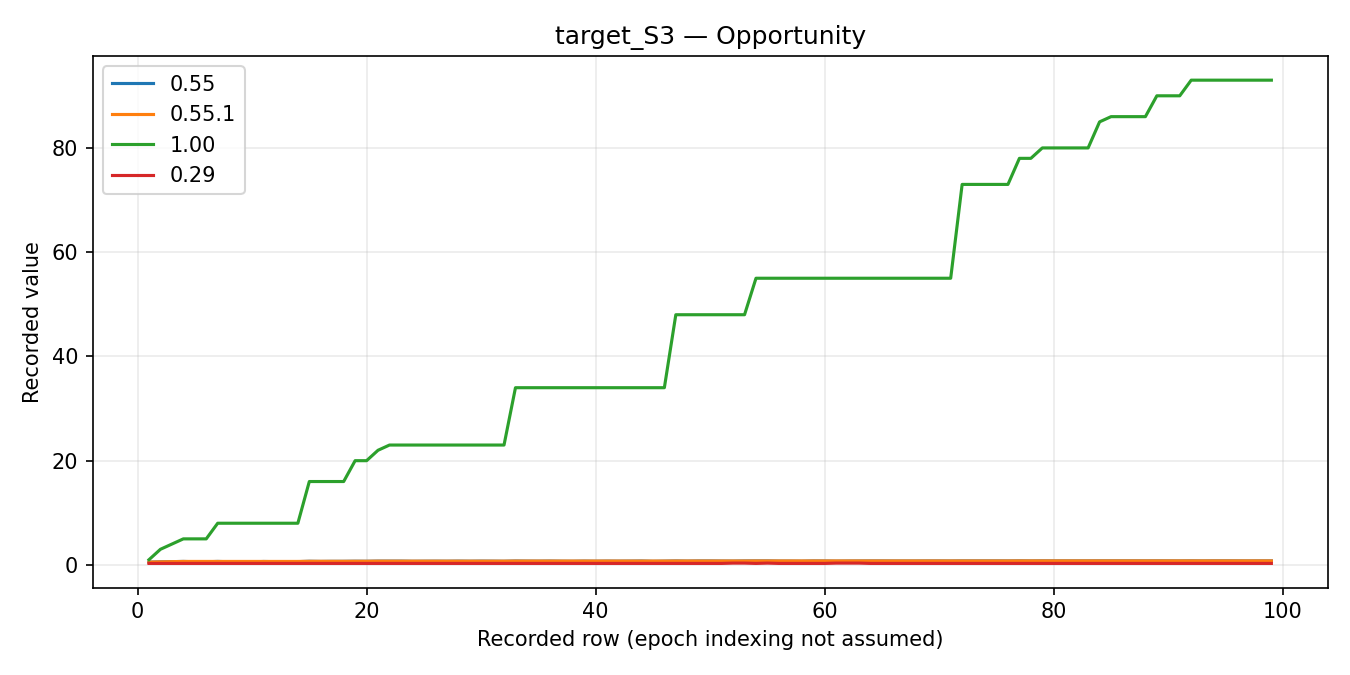 target_S3 — Opportunity
0.55
0.55.1
1.00
0.29
Recorded value
80
60
40
20
0
0 20 40 60 80 100
Recorded row (epoch indexing not assumed)